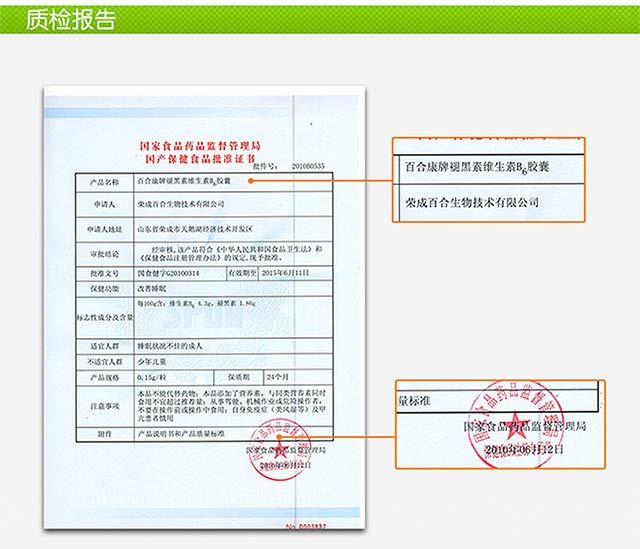 质检报告
国家食品药品监督管理局
国产保健食品批准证书
批件号： 2010B0535
产品名称 百合康牌褪黑素维生素B₆胶囊
申请人 荣成百合生物技术有限公司
申请人地址 山东省荣成市天鹅湖经济技术开发区
审批结论 经审核,该产品符合《中华人民共和国食品卫生法》和
《保健食品注册管理办法》的规定,现予批准。
批准文号 国食健字G20100314 有效期至 2015年6月11日
保健功能 改善睡眠
标志性成分及含量 每100g含：维生素B₆ 4.3g、褪黑素 1.86g
适宜人群 睡眠状况不佳的成人
不适宜人群 少年儿童
产品规格 0.15g/粒 保质期 24个月
注意事项 本品不能代替药物；本品添加了营养素，与同类营养素同时
食用不宜超过推荐量；从事驾驶、机械作业或危险操作者，
不要在操作前或操作中食用；自身免疫症（类风湿等）及甲
亢患者慎用
附件 产品说明书和产品质量标准
国家食品药品监督管理局
2010年06月12日
No. 0003837
百合康牌褪黑素维生素B₆胶囊
荣成百合生物技术有限公司
量标准
国家食品药品监督管理局
2010年06月12日